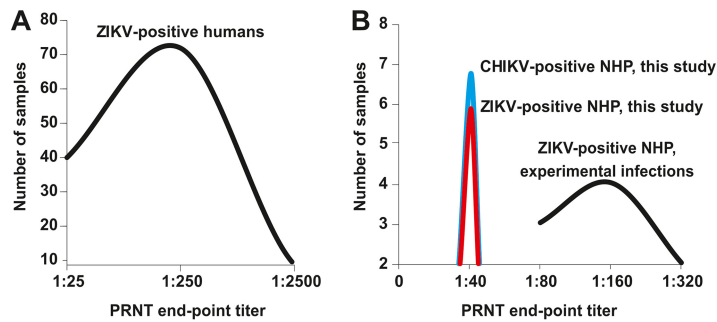 A
ZIKV-positive humans
Number of samples
80
70
60
50
40
30
20
10
1:25
1:250
1:2500
PRNT end-point titer
B
CHIKV-positive NHP, this study
ZIKV-positive NHP, this study
ZIKV-positive NHP,
experimental infections
Number of samples
8
7
6
5
4
3
2
0
1:40
1:80
1:160
1:320
PRNT end-point titer